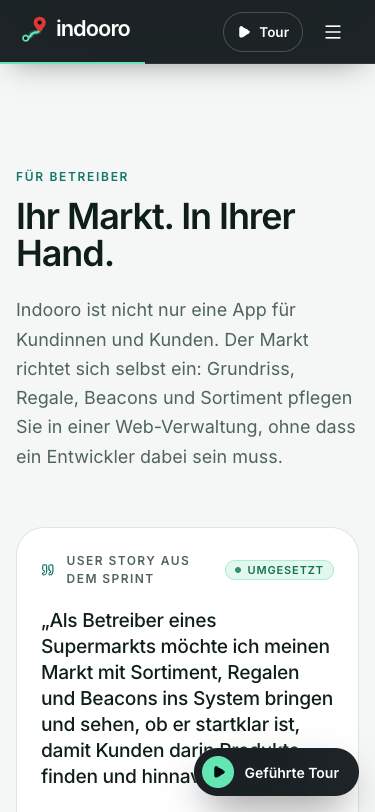 indooro
Tour
FÜR BETREIBER
Ihr Markt. In Ihrer
Hand.
Indooro ist nicht nur eine App für
Kundinnen und Kunden. Der Markt
richtet sich selbst ein: Grundriss,
Regale, Beacons und Sortiment pflegen
Sie in einer Web-Verwaltung, ohne dass
ein Entwickler dabei sein muss.
USER STORY AUS
DEM SPRINT
UMGESETZT
„Als Betreiber eines
Supermarkts möchte ich meinen
Markt mit Sortiment, Regalen
und Beacons ins System bringen
und sehen, ob er startklar ist,
damit Kunden darin Produkte
finden und
Geführte Tour